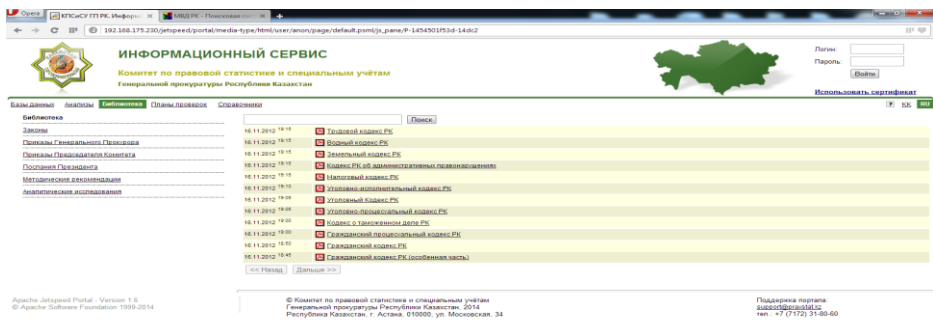 Opera
КПСиСУ ГП РК. Информ
МВД РК - Поисковая сис
192.168.175.230/jetspeed/portal/media-type/html/user/anon/page/default.psml/js_pane/P-1454501f53d-14dc2
ИНФОРМАЦИОННЫЙ СЕРВИС
Комитет по правовой статистике и специальным учётам
Генеральной прокуратуры Республики Казахстан
Логин:
Пароль:
Войти
Использовать сертификат
Базы данных Анализы Библиотека Планы проверок Справочники
? KK RU
Библиотека
Законы
Приказы Генерального Прокурора
Приказы Председателя Комитета
Послания Президента
Методические рекомендации
Аналитические исследования
Поиск
16.11.2012 19:15 Трудовой кодекс РК
16.11.2012 19:15 Водный кодекс РК
16.11.2012 19:15 Земельный кодекс РК
16.11.2012 19:15 Кодекс РК об административных правонарушениях
16.11.2012 19:15 Налоговый кодекс РК
16.11.2012 19:10 Уголовно-исполнительный кодекс РК
16.11.2012 19:05 Уголовный Кодекс РК
16.11.2012 19:05 Уголовно-процессуальный кодекс РК
16.11.2012 19:00 Кодекс о таможенном деле РК
16.11.2012 19:00 Гражданский процессуальный кодекс РК
16.11.2012 18:50 Гражданский кодекс РК
16.11.2012 18:45 Гражданский кодекс РК (особенная часть)
<< Назад Дальше >>
Apache Jetspeed Portal - Version 1.6
© Apache Software Foundation 1999-2014
© Комитет по правовой статистике и специальным учётам
Генеральной прокуратуры Республики Казахстан, 2014
Республика Казахстан, г. Астана, 010000, ул. Московская, 34
Поддержка портала:
support@pravstat.kz
тел.: +7 (7172) 31-80-60